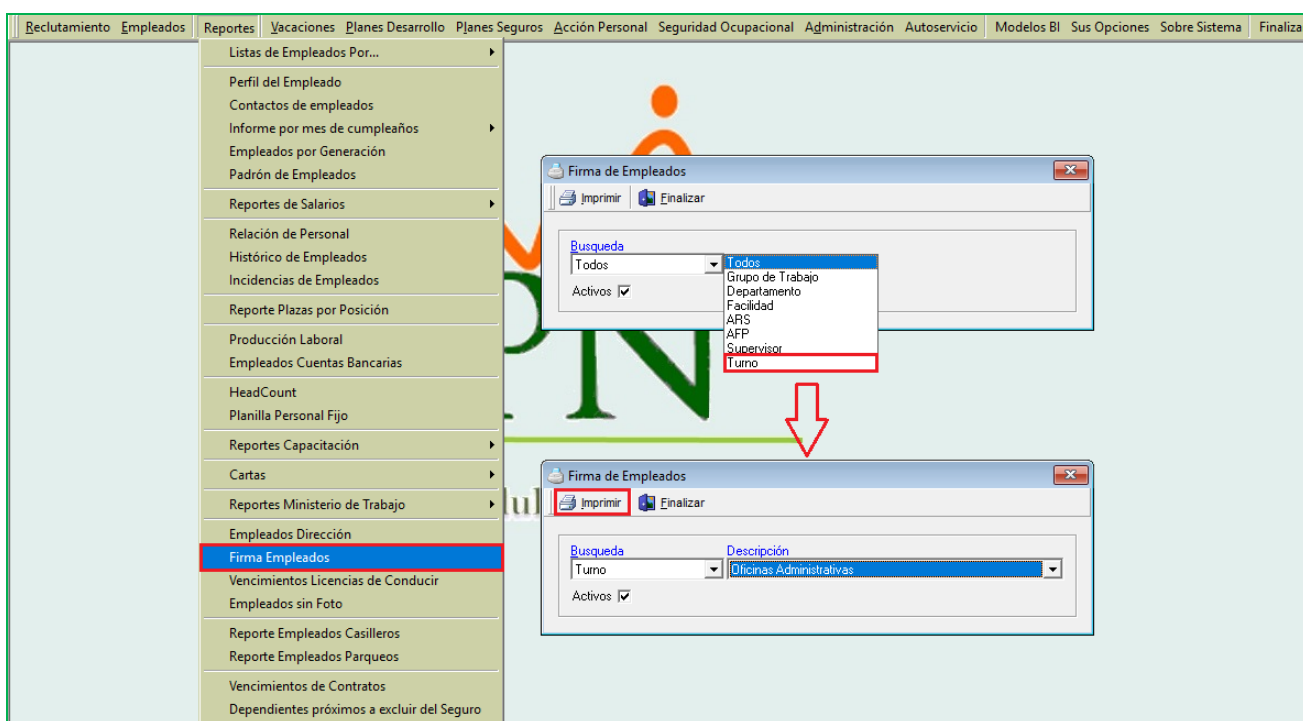 Reclutamiento Empleados Reportes Vacaciones Planes Desarrollo Planes Seguros Acción Personal Seguridad Ocupacional Administración Autoservicio Modelos BI Sus Opciones Sobre Sistema
Listas de Empleados Por...
Perfil del Empleado
Contactos de empleados
Informe por mes de cumpleaños
Empleados por Generación
Padrón de Empleados
Reportes de Salarios
Relación de Personal
Histórico de Empleados
Incidencias de Empleados
Reporte Plazas por Posición
Producción Laboral
Empleados Cuentas Bancarias
HeadCount
Planilla Personal Fijo
Reportes Capacitación
Cartas
Reportes Ministerio de Trabajo
Empleados Dirección
Firma Empleados
Vencimientos Licencias de Conducir
Empleados sin Foto
Reporte Empleados Casilleros
Reporte Empleados Parqueos
Vencimientos de Contratos
Dependientes próximos a excluir del Seguro
Firma de Empleados
Imprimir Finalizar
Busqueda
Todos
Activos
Todos
Grupo de Trabajo
Departamento
Facilidad
ARS
AFP
Supervisor
Turno
Firma de Empleados
Imprimir Finalizar
Busqueda Descripción
Turno Oficinas Administrativas
Activos